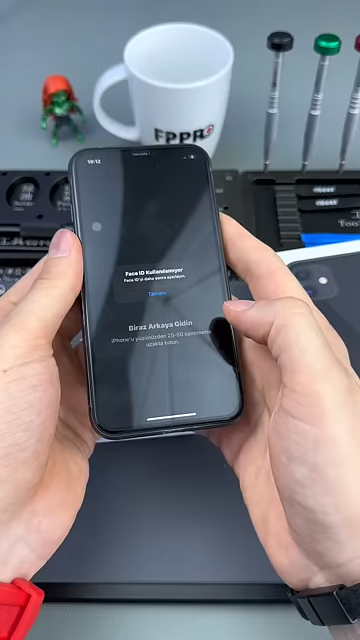 FPPR
10:12
Face ID Kullanılamıyor
Face ID'yi daha sonra ayarlayın.
Tamam
Biraz Arkaya Gidin
iPhone'u yüzünüzden 25-50 santimetre
uzakta tutun.